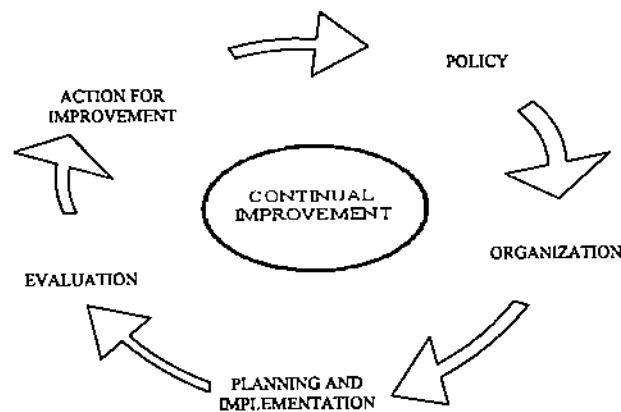 POLICY
ACTION FOR
IMPROVEMENT
CONTINUAL
IMPROVEMENT
ORGANIZATION
EVALUATION
PLANNING AND
IMPLEMENTATION